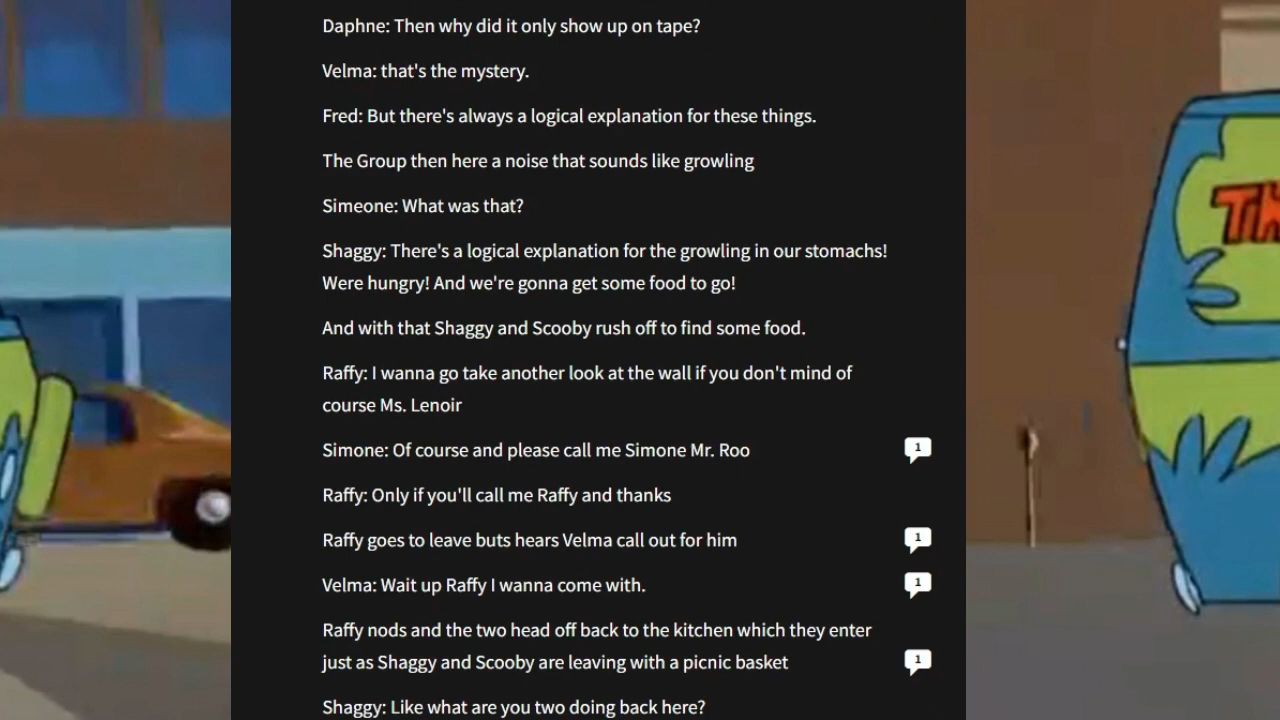 Daphne: Then why did it only show up on tape?
Velma: that's the mystery.
Fred: But there's always a logical explanation for these things.
The Group then here a noise that sounds like growling
Simeone: What was that?
Shaggy: There's a logical explanation for the growling in our stomachs!
Were hungry! And we're gonna get some food to go!
And with that Shaggy and Scooby rush off to find some food.
Raffy: I wanna go take another look at the wall if you don't mind of
course Ms. Lenoir
Simone: Of course and please call me Simone Mr. Roo
1
Raffy: Only if you'll call me Raffy and thanks
Raffy goes to leave buts hears Velma call out for him
1
Velma: Wait up Raffy I wanna come with.
1
Raffy nods and the two head off back to the kitchen which they enter
just as Shaggy and Scooby are leaving with a picnic basket
1
Shaggy: Like what are you two doing back here?